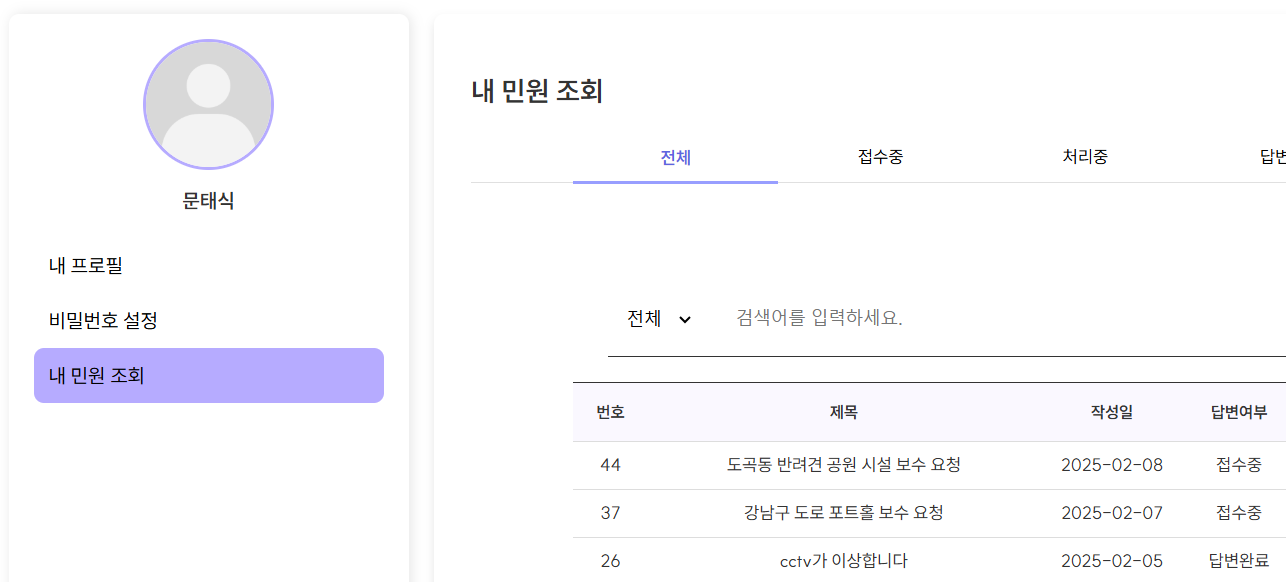 문태식
내 프로필
비밀번호 설정
내 민원 조회
내 민원 조회
전체 접수중 처리중
전체 검색어를 입력하세요.
번호 제목 작성일 답변여부
44 도곡동 반려견 공원 시설 보수 요청 2025-02-08 접수중
37 강남구 도로 포트홀 보수 요청 2025-02-07 접수중
26 cctv가 이상합니다 2025-02-05 답변완료